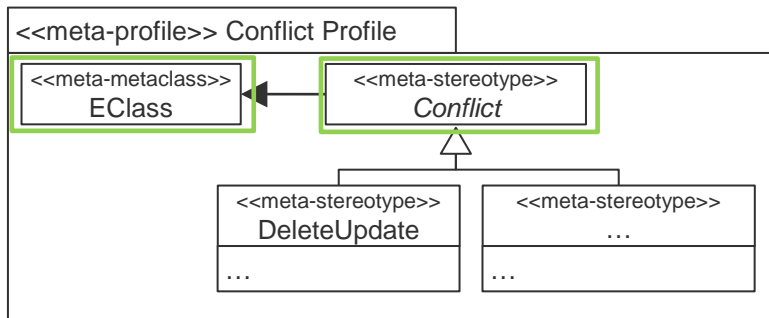 <<meta-profile>> Conflict Profile
<<meta-metaclass>>
EClass
<<meta-stereotype>>
Conflict
<<meta-stereotype>>
DeleteUpdate
…
<<meta-stereotype>>
…
…